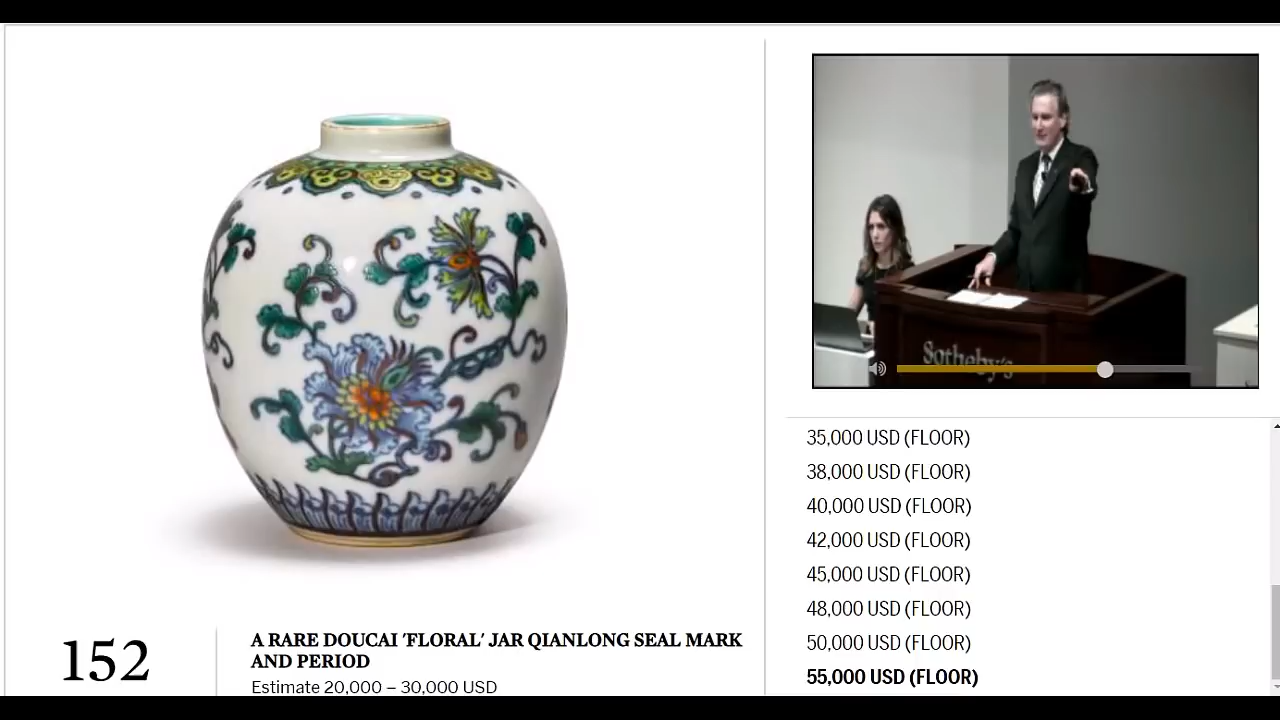 152
A RARE DOUCAI 'FLORAL' JAR QIANLONG SEAL MARK
AND PERIOD
Estimate 20,000 – 30,000 USD
Sotheby's
35,000 USD (FLOOR)
38,000 USD (FLOOR)
40,000 USD (FLOOR)
42,000 USD (FLOOR)
45,000 USD (FLOOR)
48,000 USD (FLOOR)
50,000 USD (FLOOR)
55,000 USD (FLOOR)